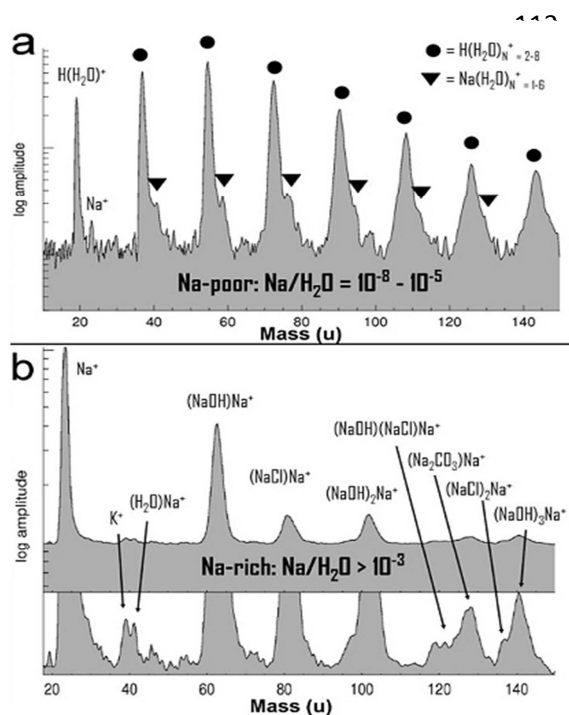 a
● = H(H₂O)N⁺ = 2-8
▼ = Na(H₂O)N⁺ = 1-6
H(H₂O)⁺
Na⁺
log amplitude
Na-poor: Na/H₂O = 10⁻⁸ - 10⁻⁵
20 40 60 80 100 120 140
Mass (u)
b
Na⁺
(NaOH)Na⁺
(NaOH)(NaCl)Na⁺
(Na₂CO₃)Na⁺
(NaCl)Na⁺
(NaCl)₂Na⁺
(NaOH)₂Na⁺
(NaOH)₃Na⁺
(H₂O)Na⁺
K⁺
log amplitude
Na-rich: Na/H₂O > 10⁻³
20 40 60 80 100 120 140
Mass (u)